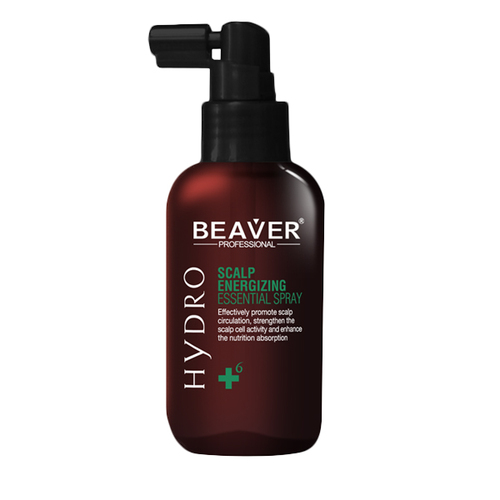 BEAVER®
PROFESSIONAL
HYDRO
SCALP
ENERGIZING
ESSENTIAL SPRAY
Effectively promote scalp
circulation, strengthen the
scalp cell activity and enhance
the nutrition absorption
+6